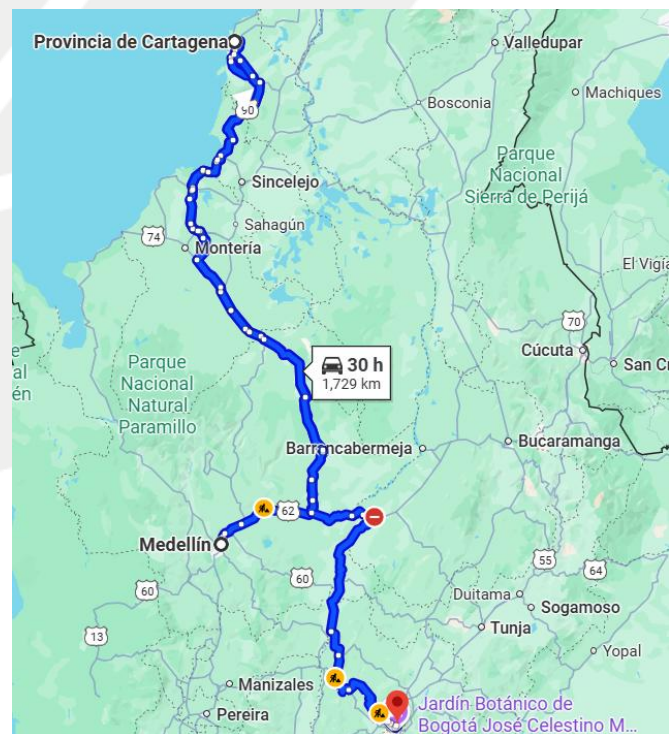 Provincia de Cartagena
Valledupar
Machiques
Bosconia
90
Parque
Nacional
Sierra de Perijá
Sincelejo
Sahagún
74
Montería
El Vigía
70
Cúcuta
San Cr
30 h
1,729 km
Parque
Nacional
Natural
Paramillo
Barrancabermeja
Bucaramanga
62
Medellín
60
60
55
64
Duitama
Sogamoso
13
Tunja
Yopal
Manizales
Pereira
Jardín Botánico de
Bogotá José Celestino M...